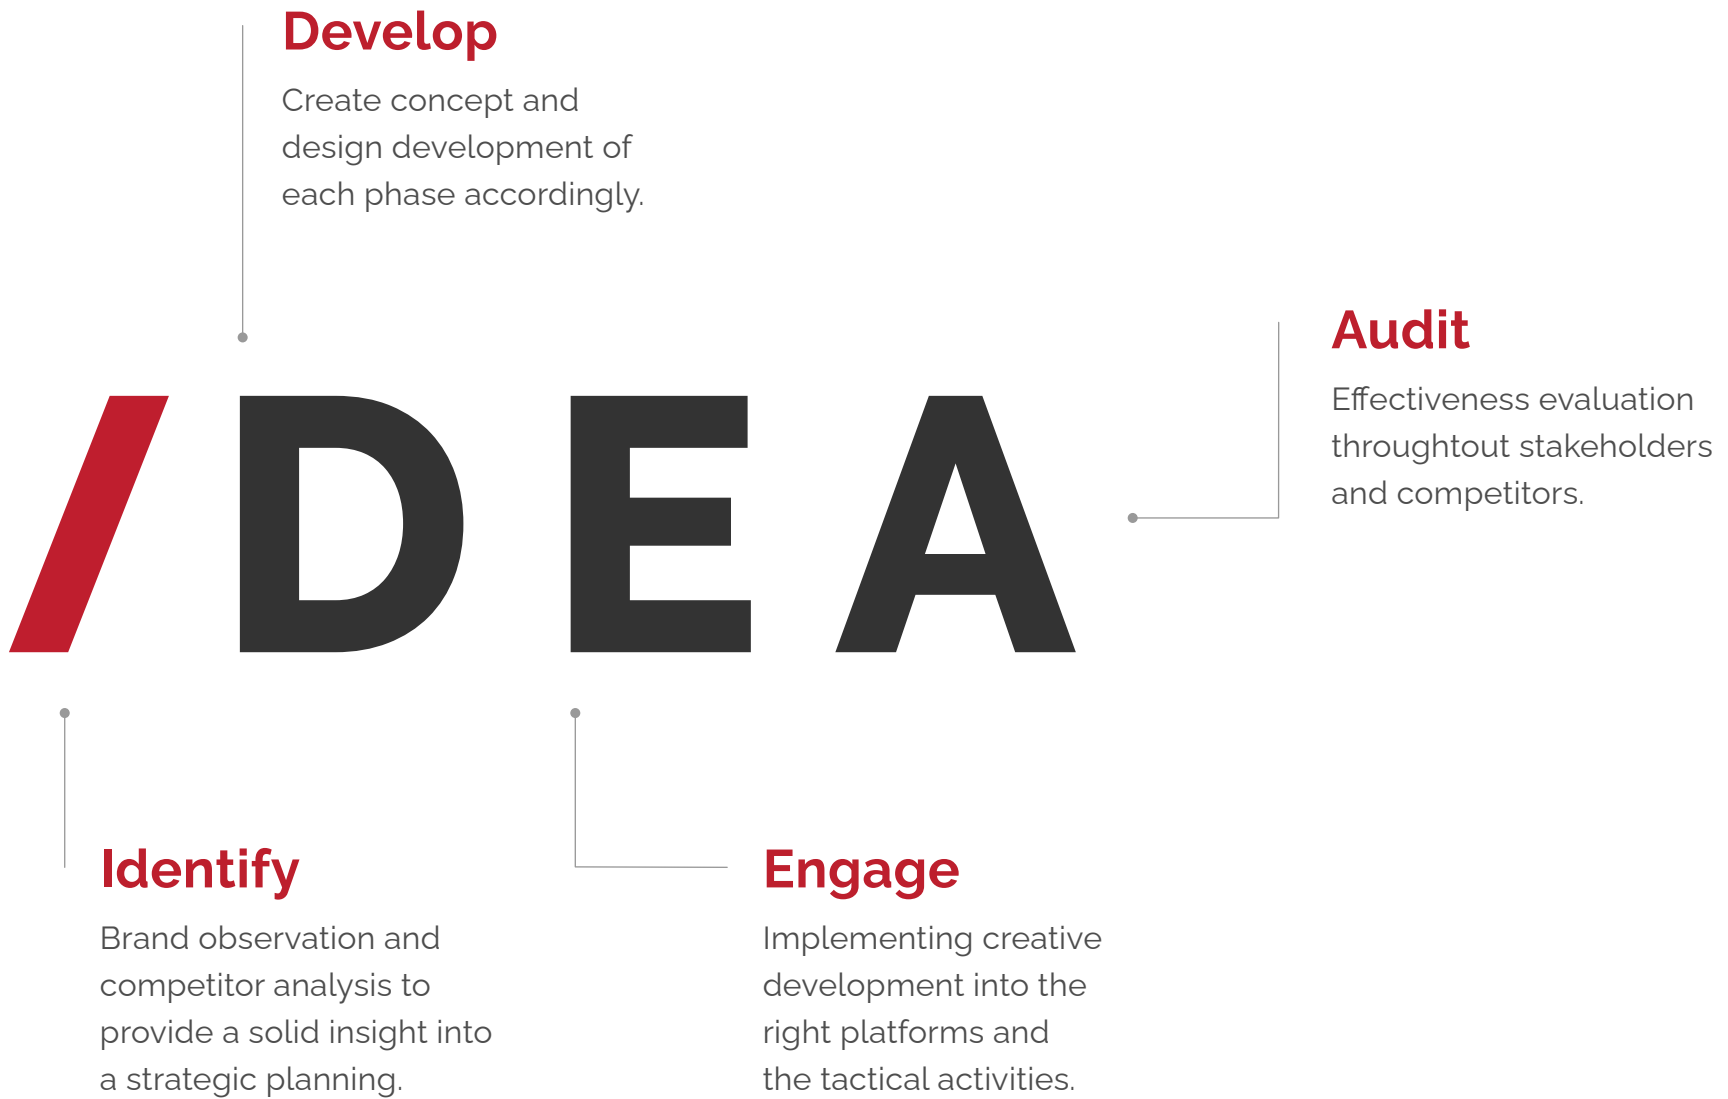 Develop
Create concept and
design development of
each phase accordingly.
Audit
Effectiveness evaluation
throughtout stakeholders
and competitors.
/DEA
Identify
Brand observation and
competitor analysis to
provide a solid insight into
a strategic planning.
Engage
Implementing creative
development into the
right platforms and
the tactical activities.